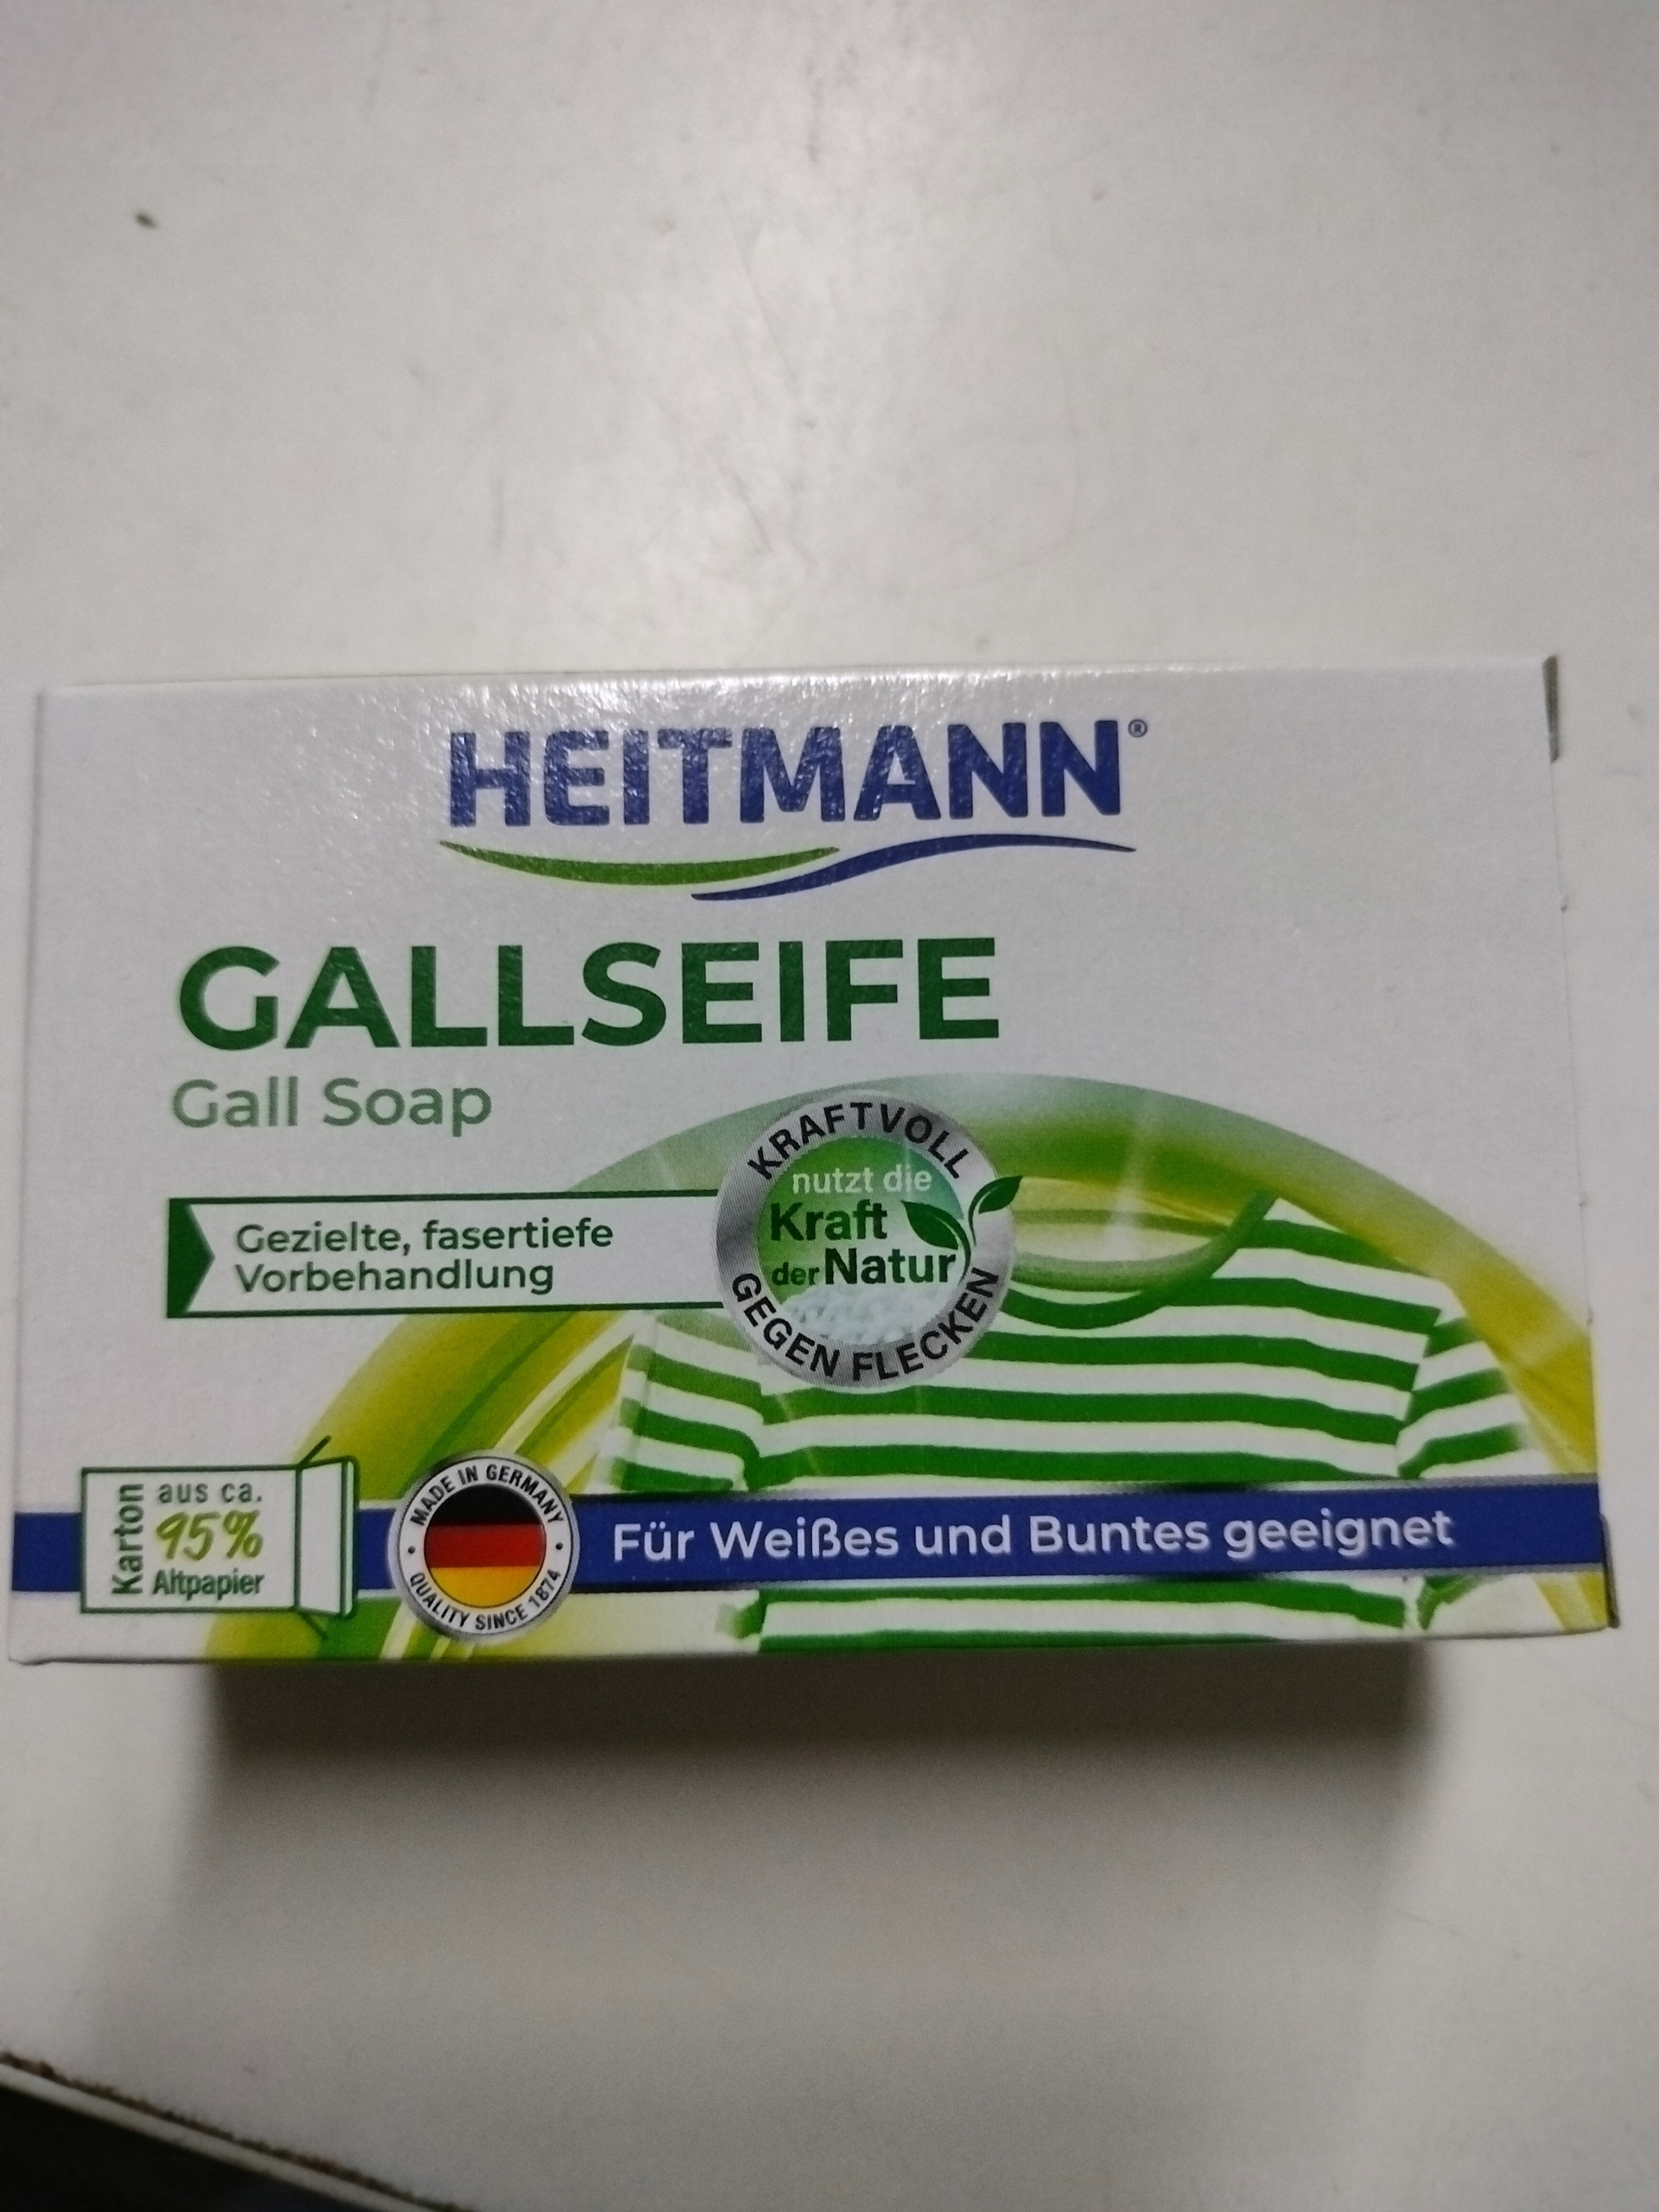 HEITMANN®
GALLSEIFE
Gall Soap
Gezielte, fasertiefe
Vorbehandlung
KRAFTVOLL
nutzt die
Kraft
der Natur
GEGEN FLECKEN
Karton
aus ca.
95%
Altpapier
• MADE IN GERMANY •
QUALITY SINCE 1874
Für Weißes und Buntes geeignet